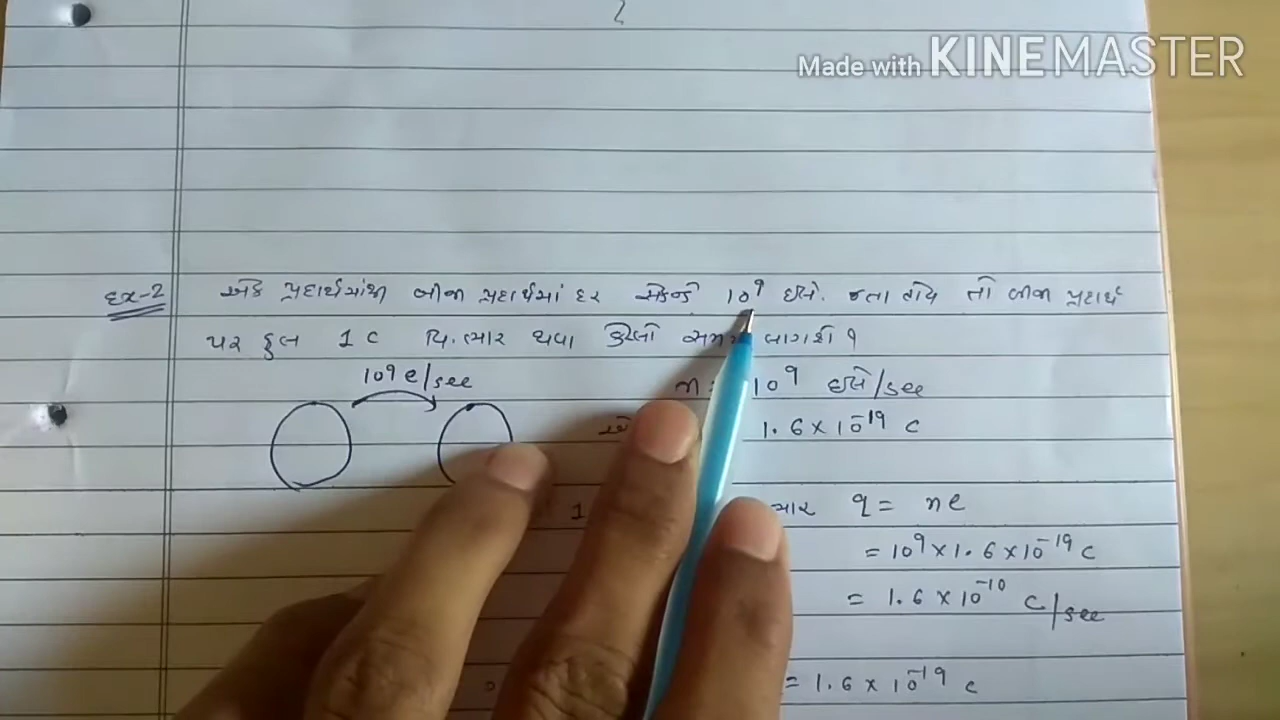 Made with KINEMASTER
Ex-2 એક પદાર્થમાંથી બીજા પદાર્થમાં દર સેકન્ડે 10⁹ ઇલે. જતા હોય તો બીજા પદાર્થ
પર કુલ 1 C વિ.ભાર થવા કેટલો સમય લાગશે ?
10⁹ e/sec
n = 10⁹ ઇલે/sec
1.6 × 10⁻¹⁹ C
1 ભાર q = ne
= 10⁹ × 1.6 × 10⁻¹⁹ C
= 1.6 × 10⁻¹⁰ C/sec
= 1.6 × 10⁻¹⁹ C